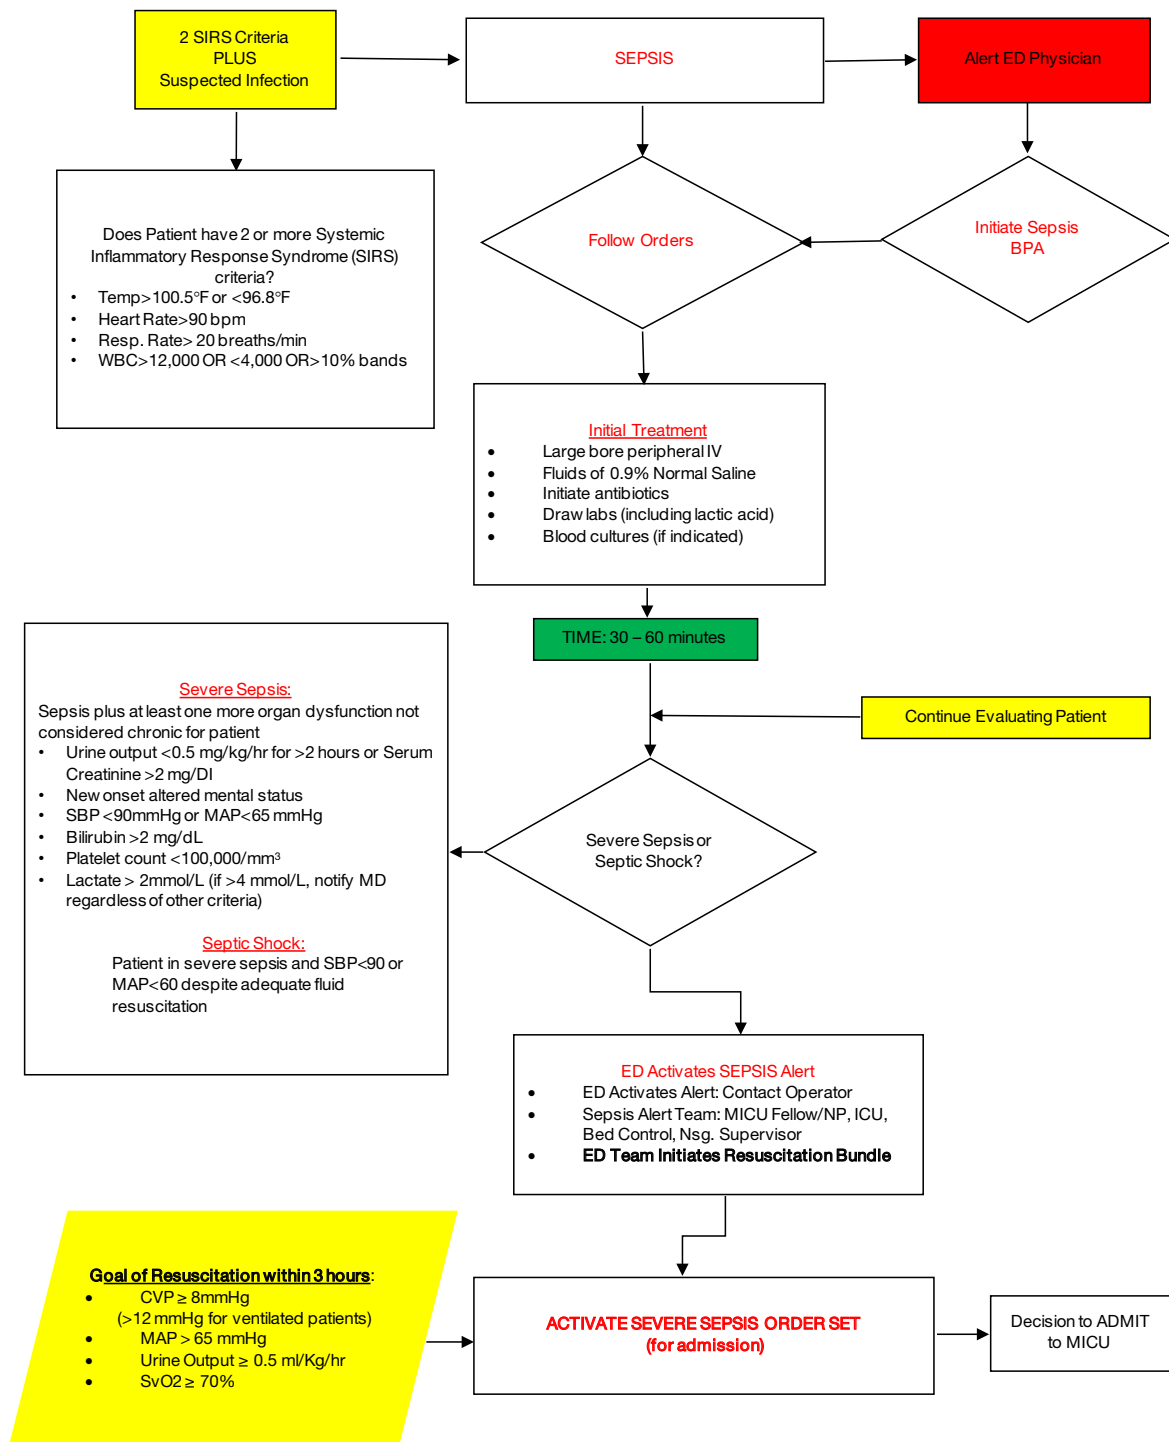 2 SIRS Criteria
PLUS
Suspected Infection
SEPSIS
Alert ED Physician
Does Patient have 2 or more Systemic
Inflammatory Response Syndrome (SIRS)
criteria?
• Temp>100.5°F or <96.8°F
• Heart Rate>90 bpm
• Resp. Rate> 20 breaths/min
• WBC>12,000 OR <4,000 OR>10% bands
Follow Orders
Initiate Sepsis
BPA
Initial Treatment
• Large bore peripheral IV
• Fluids of 0.9% Normal Saline
• Initiate antibiotics
• Draw labs (including lactic acid)
• Blood cultures (if indicated)
TIME: 30 – 60 minutes
Continue Evaluating Patient
Severe Sepsis or
Septic Shock?
Severe Sepsis:
Sepsis plus at least one more organ dysfunction not
considered chronic for patient
• Urine output <0.5 mg/kg/hr for >2 hours or Serum
Creatinine >2 mg/Dl
• New onset altered mental status
• SBP <90mmHg or MAP<65 mmHg
• Bilirubin >2 mg/dL
• Platelet count <100,000/mm³
• Lactate > 2mmol/L (if >4 mmol/L, notify MD
regardless of other criteria)
Septic Shock:
Patient in severe sepsis and SBP<90 or
MAP<60 despite adequate fluid
resuscitation
ED Activates SEPSIS Alert
• ED Activates Alert: Contact Operator
• Sepsis Alert Team: MICU Fellow/NP, ICU,
Bed Control, Nsg. Supervisor
• ED Team Initiates Resuscitation Bundle
Goal of Resuscitation within 3 hours:
• CVP ≥ 8mmHg
(>12 mmHg for ventilated patients)
• MAP > 65 mmHg
• Urine Output ≥ 0.5 ml/Kg/hr
• SvO2 ≥ 70%
ACTIVATE SEVERE SEPSIS ORDER SET
(for admission)
Decision to ADMIT
to MICU